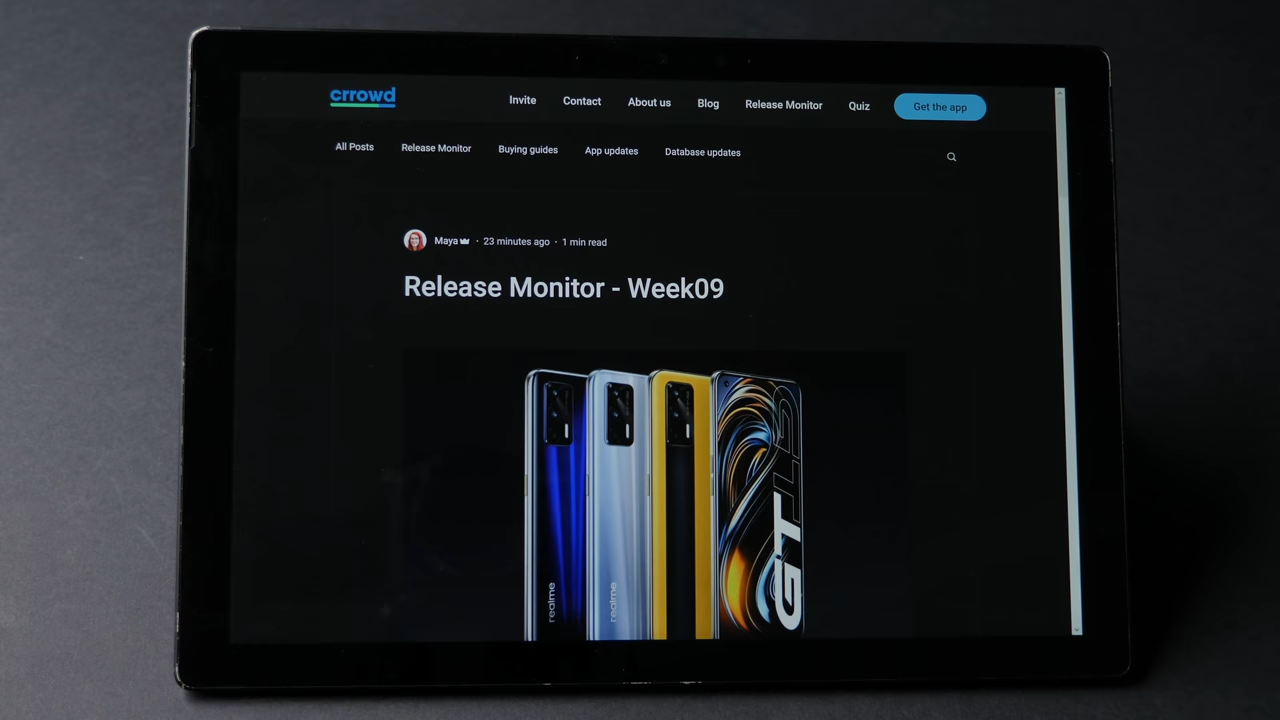 crrowd
Invite Contact About us Blog Release Monitor Quiz Get the app
All Posts Release Monitor Buying guides App updates Database updates
Maya · 23 minutes ago · 1 min read
Release Monitor - Week09
realme realme GT